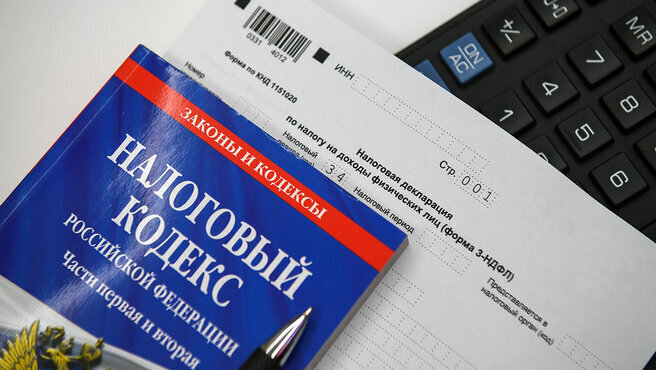 ЗАКОНЫ И КОДЕКСЫ
НАЛОГОВЫЙ
КОДЕКС
РОССИЙСКОЙ ФЕДЕРАЦИИ
Части первая и вторая
0331 4012
ИНН
Стр. 001
Форма по КНД 1151020
Налоговая декларация
по налогу на доходы физических лиц (форма 3-НДФЛ)
Номер
Налоговый
34
Налоговый период
Представляется в
налоговый орган (код)
ON
AC
+/-
MR
7
8
4
5
6
1